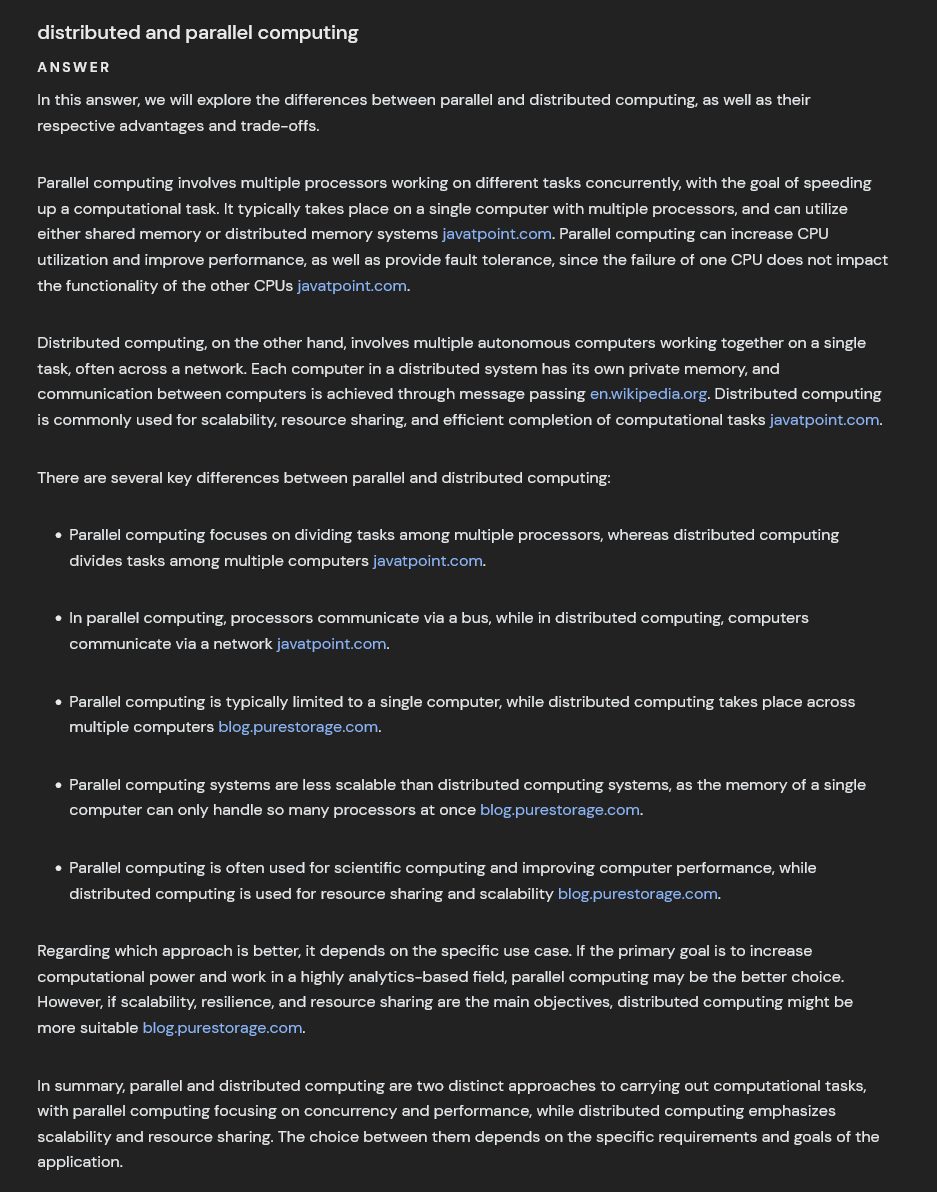 distributed and parallel computing
ANSWER
In this answer, we will explore the differences between parallel and distributed computing, as well as their
respective advantages and trade-offs.
Parallel computing involves multiple processors working on different tasks concurrently, with the goal of speeding
up a computational task. It typically takes place on a single computer with multiple processors, and can utilize
either shared memory or distributed memory systems javatpoint.com. Parallel computing can increase CPU
utilization and improve performance, as well as provide fault tolerance, since the failure of one CPU does not impact
the functionality of the other CPUs javatpoint.com.
Distributed computing, on the other hand, involves multiple autonomous computers working together on a single
task, often across a network. Each computer in a distributed system has its own private memory, and
communication between computers is achieved through message passing en.wikipedia.org. Distributed computing
is commonly used for scalability, resource sharing, and efficient completion of computational tasks javatpoint.com.
There are several key differences between parallel and distributed computing:
• Parallel computing focuses on dividing tasks among multiple processors, whereas distributed computing
divides tasks among multiple computers javatpoint.com.
• In parallel computing, processors communicate via a bus, while in distributed computing, computers
communicate via a network javatpoint.com.
• Parallel computing is typically limited to a single computer, while distributed computing takes place across
multiple computers blog.purestorage.com.
• Parallel computing systems are less scalable than distributed computing systems, as the memory of a single
computer can only handle so many processors at once blog.purestorage.com.
• Parallel computing is often used for scientific computing and improving computer performance, while
distributed computing is used for resource sharing and scalability blog.purestorage.com.
Regarding which approach is better, it depends on the specific use case. If the primary goal is to increase
computational power and work in a highly analytics-based field, parallel computing may be the better choice.
However, if scalability, resilience, and resource sharing are the main objectives, distributed computing might be
more suitable blog.purestorage.com.
In summary, parallel and distributed computing are two distinct approaches to carrying out computational tasks,
with parallel computing focusing on concurrency and performance, while distributed computing emphasizes
scalability and resource sharing. The choice between them depends on the specific requirements and goals of the
application.